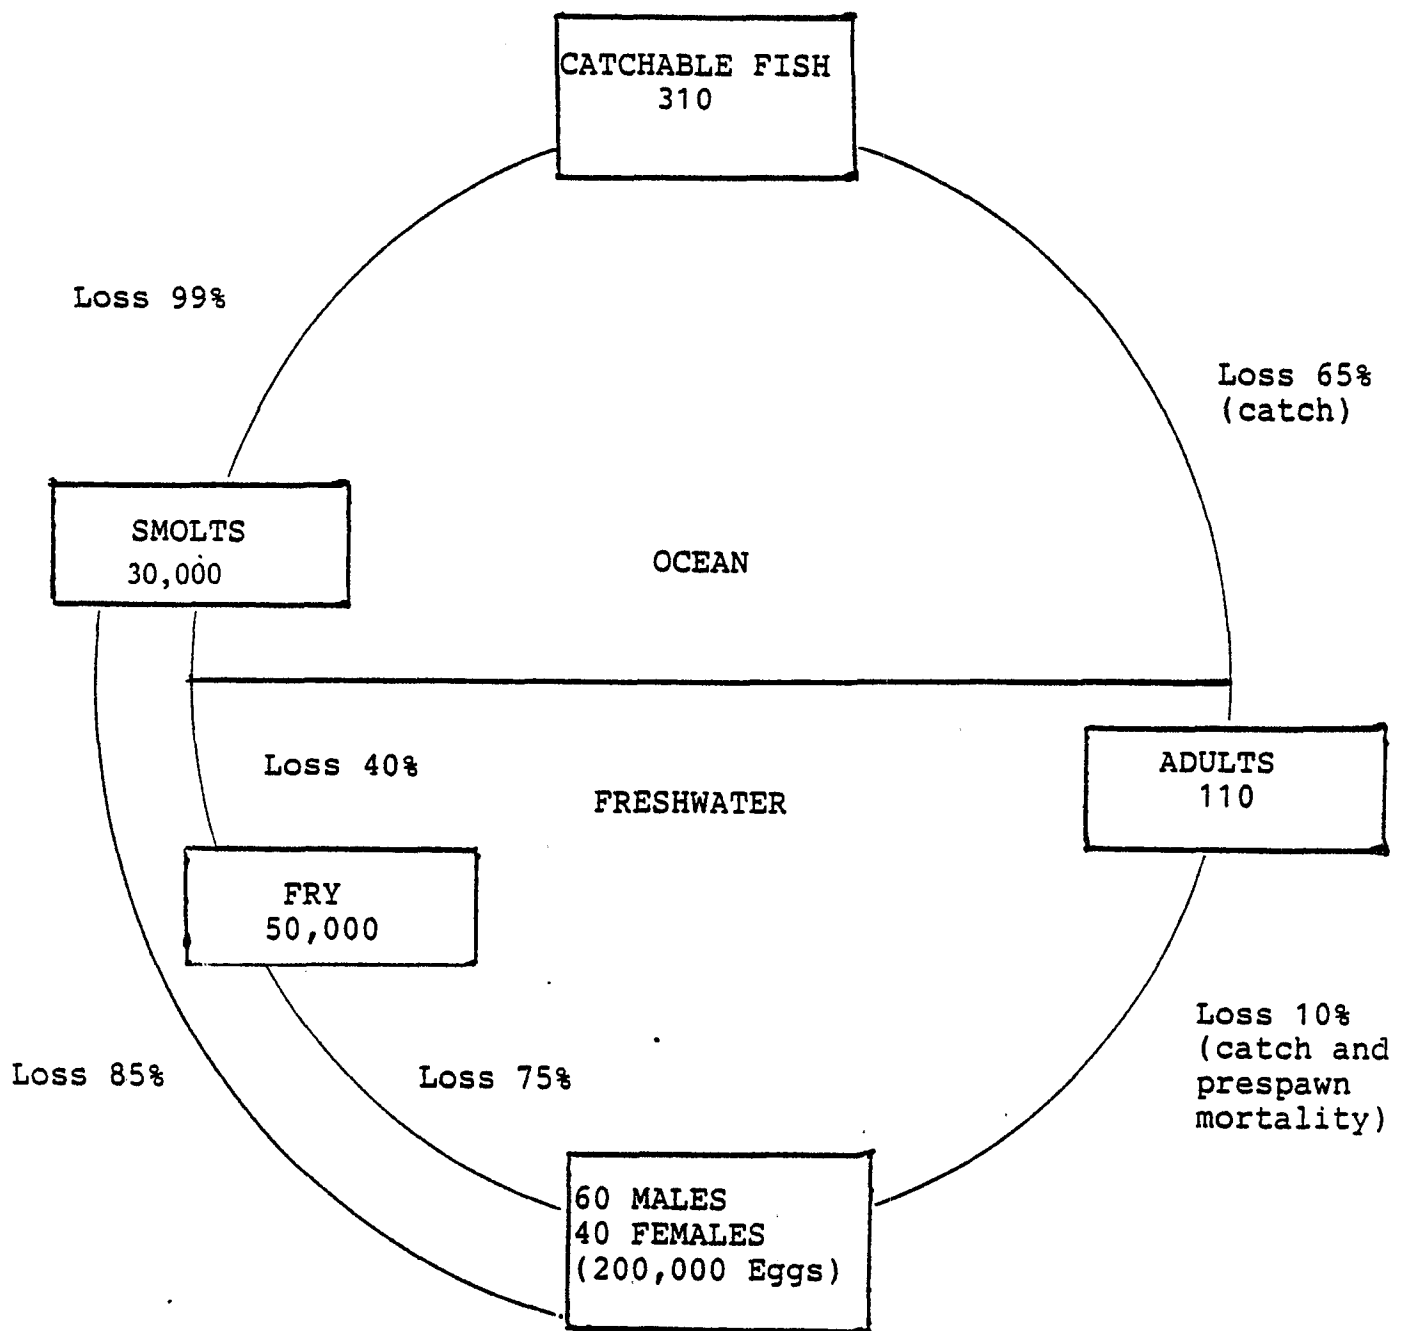 CATCHABLE FISH
310
Loss 99%
Loss 65%
(catch)
SMOLTS
30,000
OCEAN
Loss 40%
FRESHWATER
ADULTS
110
FRY
50,000
Loss 85%
Loss 75%
Loss 10%
(catch and
prespawn
mortality)
60 MALES
40 FEMALES
(200,000 Eggs)